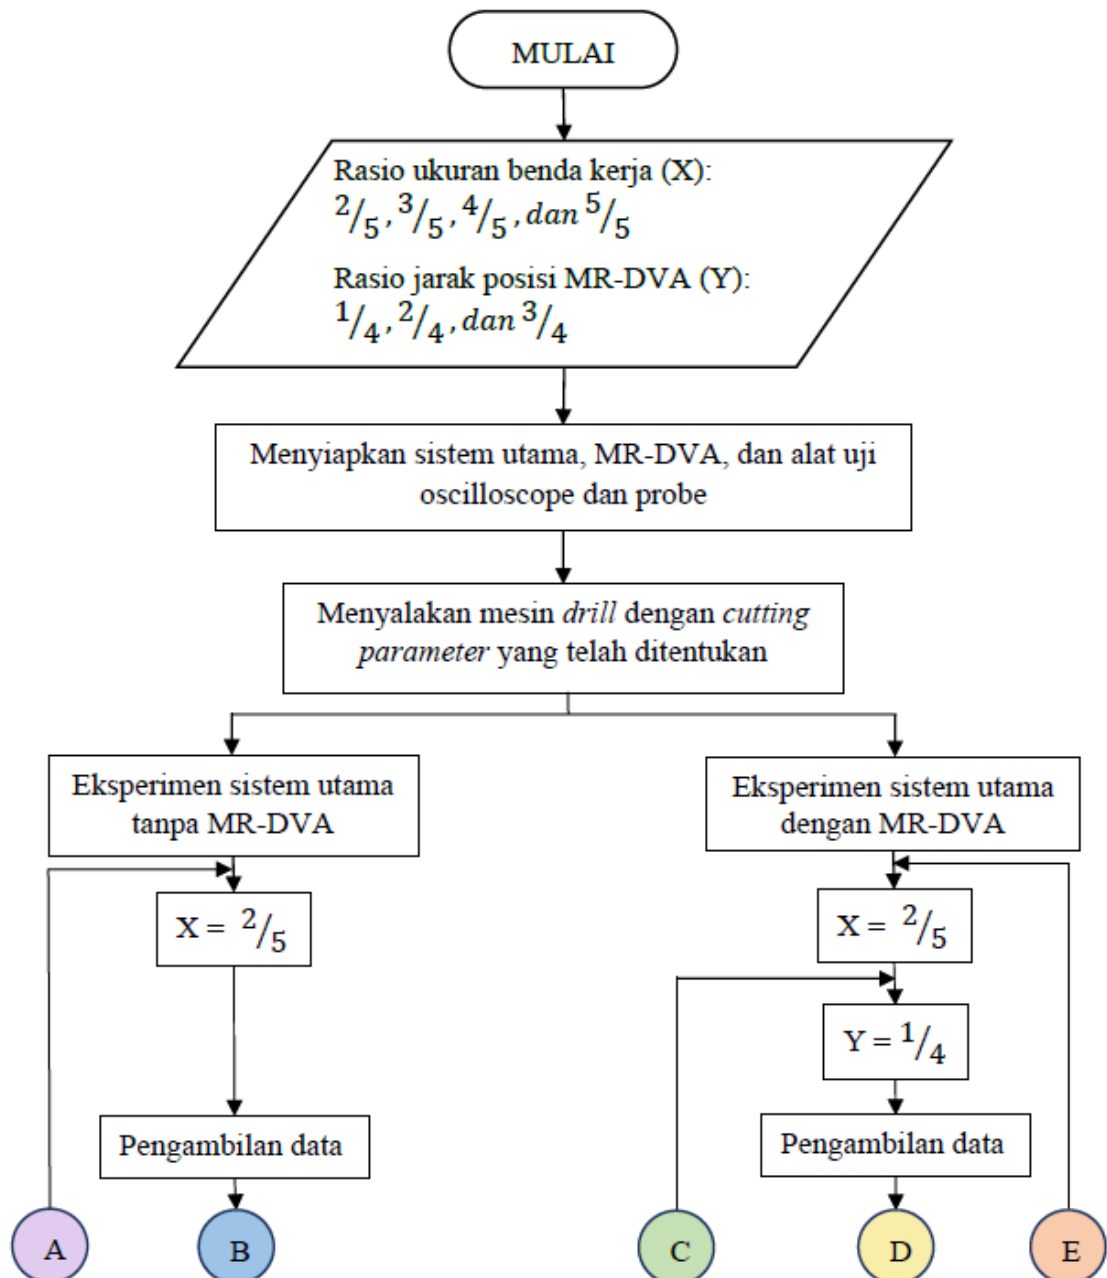 MULAI
Rasio ukuran benda kerja (X):
2/5, 3/5, 4/5, dan 5/5
Rasio jarak posisi MR-DVA (Y):
1/4, 2/4, dan 3/4
Menyiapkan sistem utama, MR-DVA, dan alat uji
oscilloscope dan probe
Menyalakan mesin drill dengan cutting
parameter yang telah ditentukan
Eksperimen sistem utama
tanpa MR-DVA
X = 2/5
Pengambilan data
Eksperimen sistem utama
dengan MR-DVA
X = 2/5
Y = 1/4
Pengambilan data
A
B
C
D
E